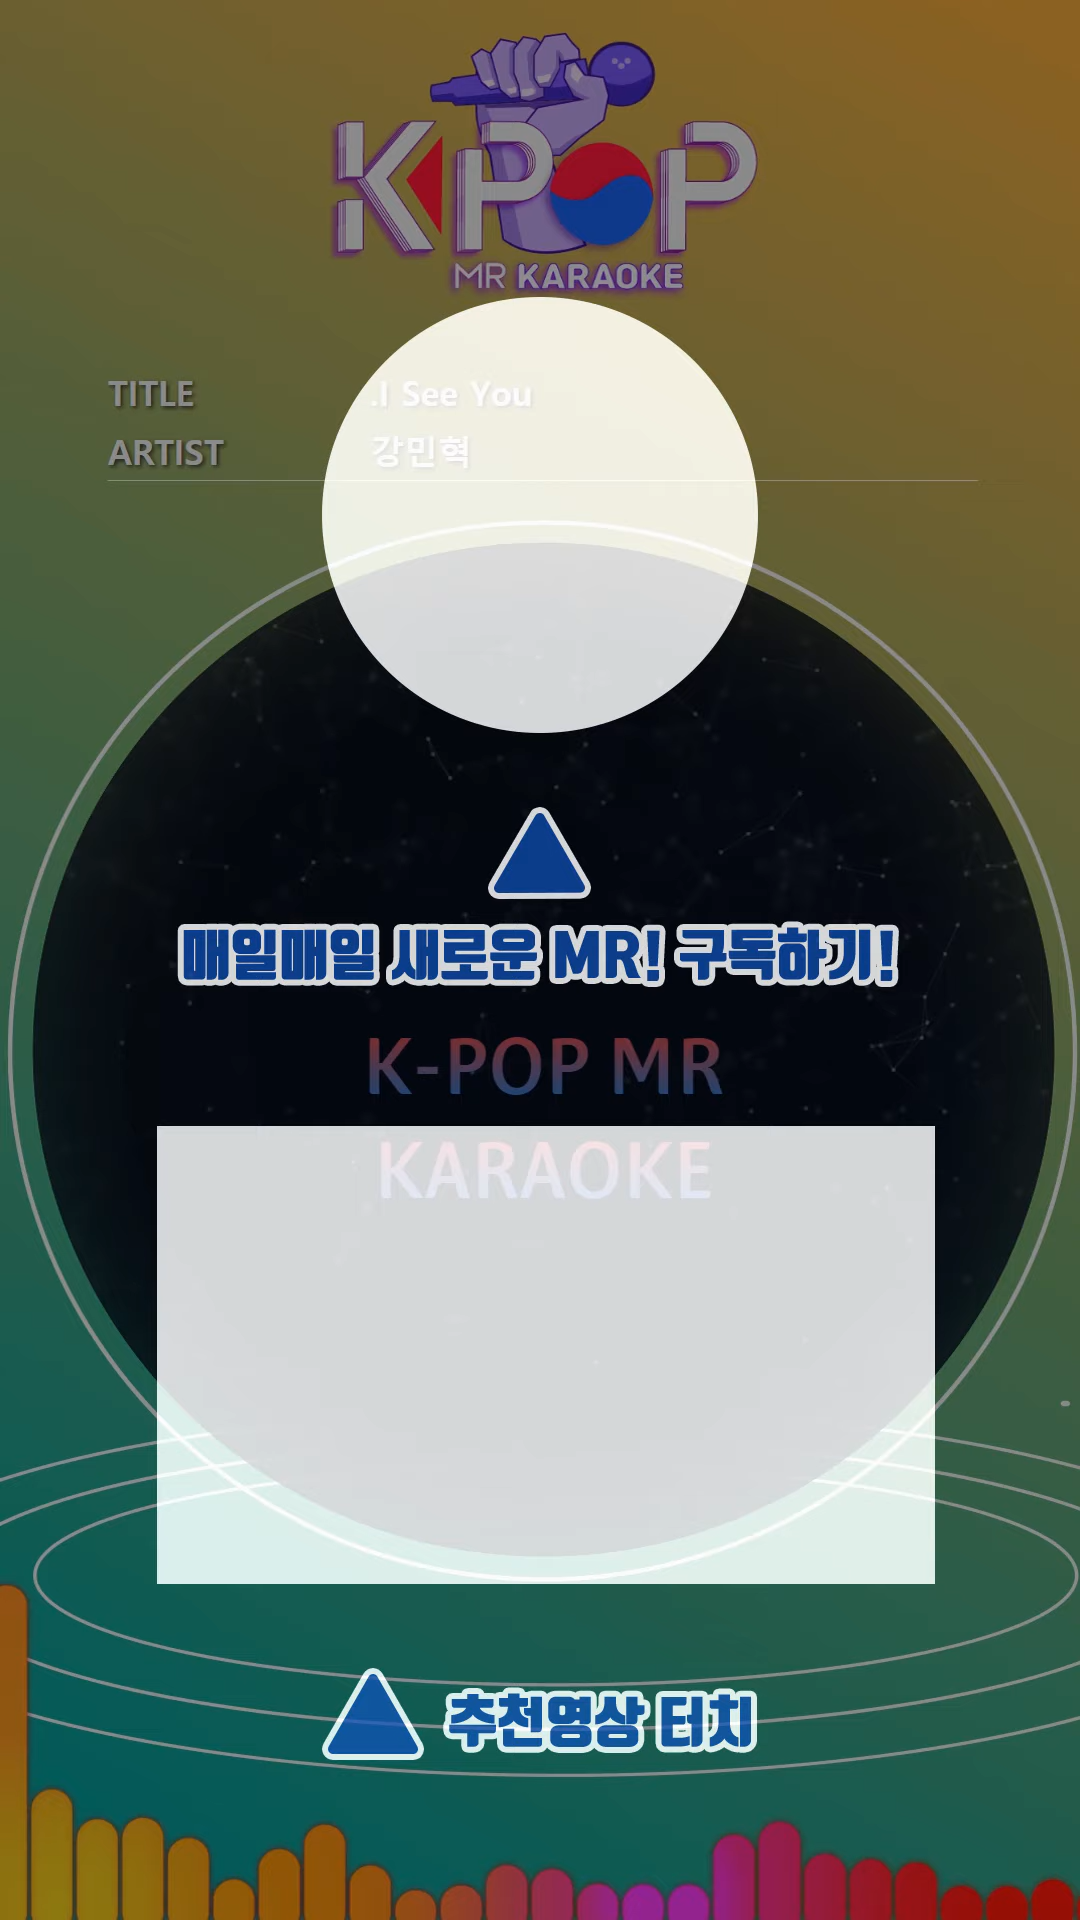 KPOP
MR KARAOKE
TITLE .I See You
ARTIST 강민혁
매일매일 새로운 MR! 구독하기!
K-POP MR
KARAOKE
추천영상 터치